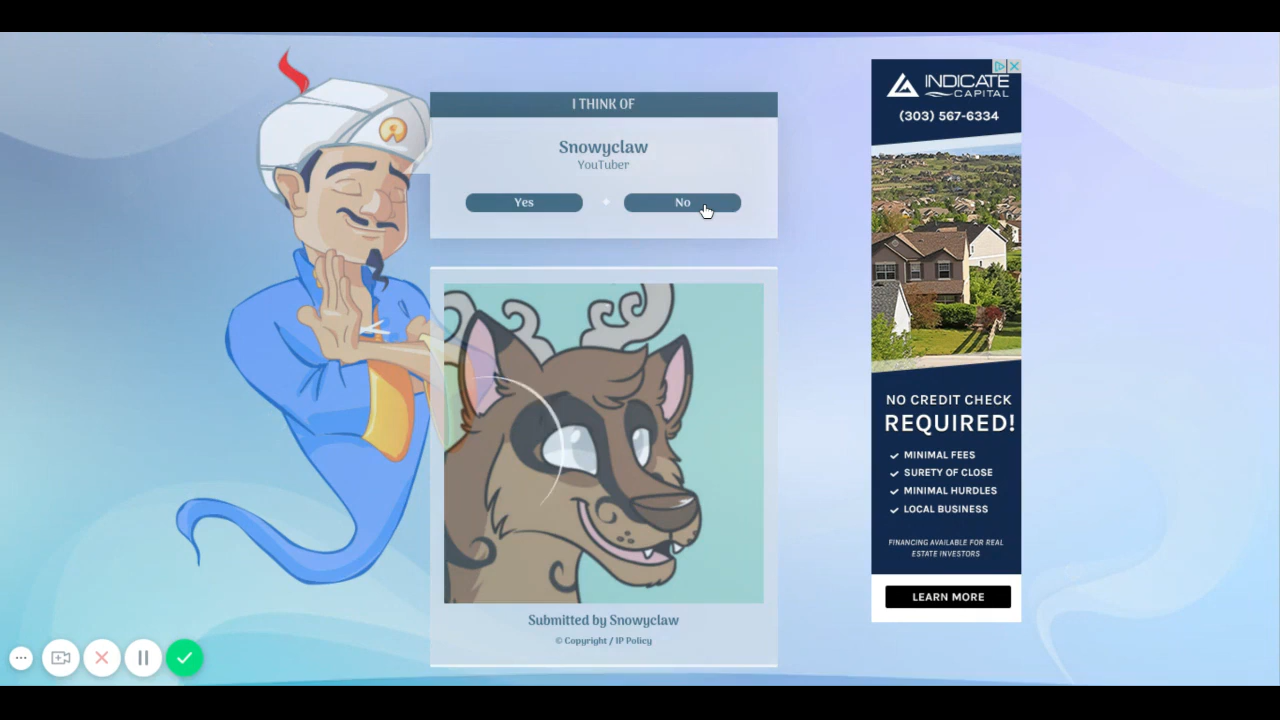 I THINK OF
Snowyclaw
YouTuber
Yes
No
Submitted by Snowyclaw
© Copyright / IP Policy
INDICATE
CAPITAL
(303) 567-6334
NO CREDIT CHECK
REQUIRED!
MINIMAL FEES
SURETY OF CLOSE
MINIMAL HURDLES
LOCAL BUSINESS
FINANCING AVAILABLE FOR REAL
ESTATE INVESTORS
LEARN MORE